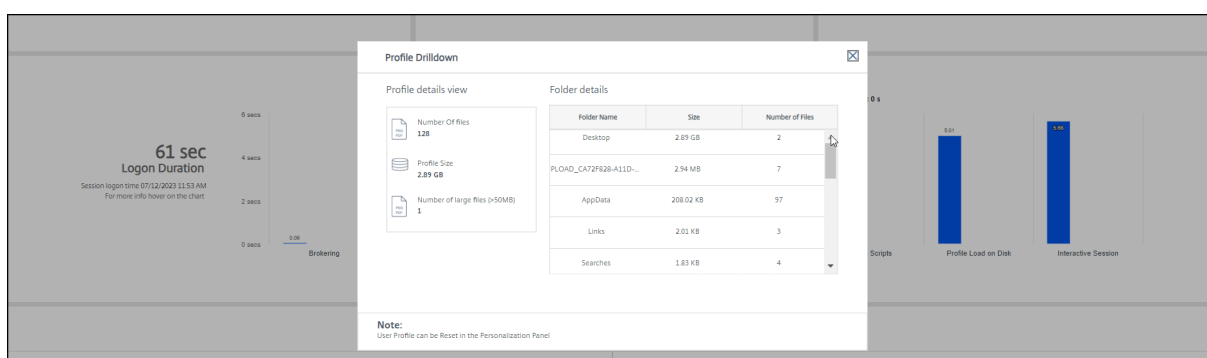 Profile Drilldown
Profile details view
Number Of files
128
Profile Size
2.89 GB
Number of large files (>50MB)
1
Folder details
Folder Name Size Number of Files
Desktop 2.89 GB 2
PLOAD_CA72F828-A11D-... 2.94 MB 7
AppData 208.02 KB 97
Links 2.01 KB 3
Searches 1.83 KB 4
Note:
User Profile can be Reset in the Personalization Panel
61 sec
Logon Duration
Session logon time 07/12/2023 11:53 AM
For more info hover on the chart
6 secs
4 secs
2 secs
0 secs
Brokering
: 0 s
5.66
Scripts
Profile Load on Disk
Interactive Session